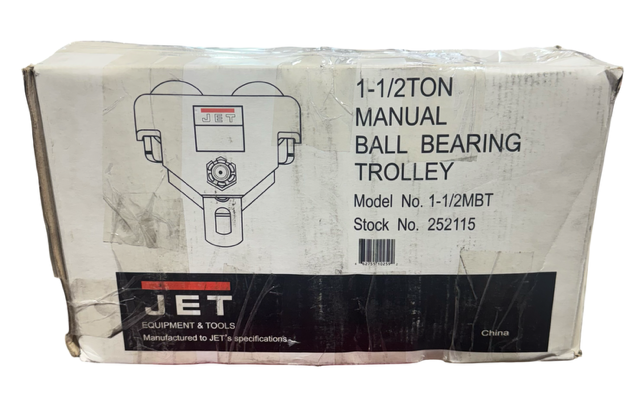 JET
1-1/2TON
MANUAL
BALL BEARING
TROLLEY
Model No. 1-1/2MBT
Stock No. 252115
JET
EQUIPMENT & TOOLS
Manufactured to JET's specifications
China